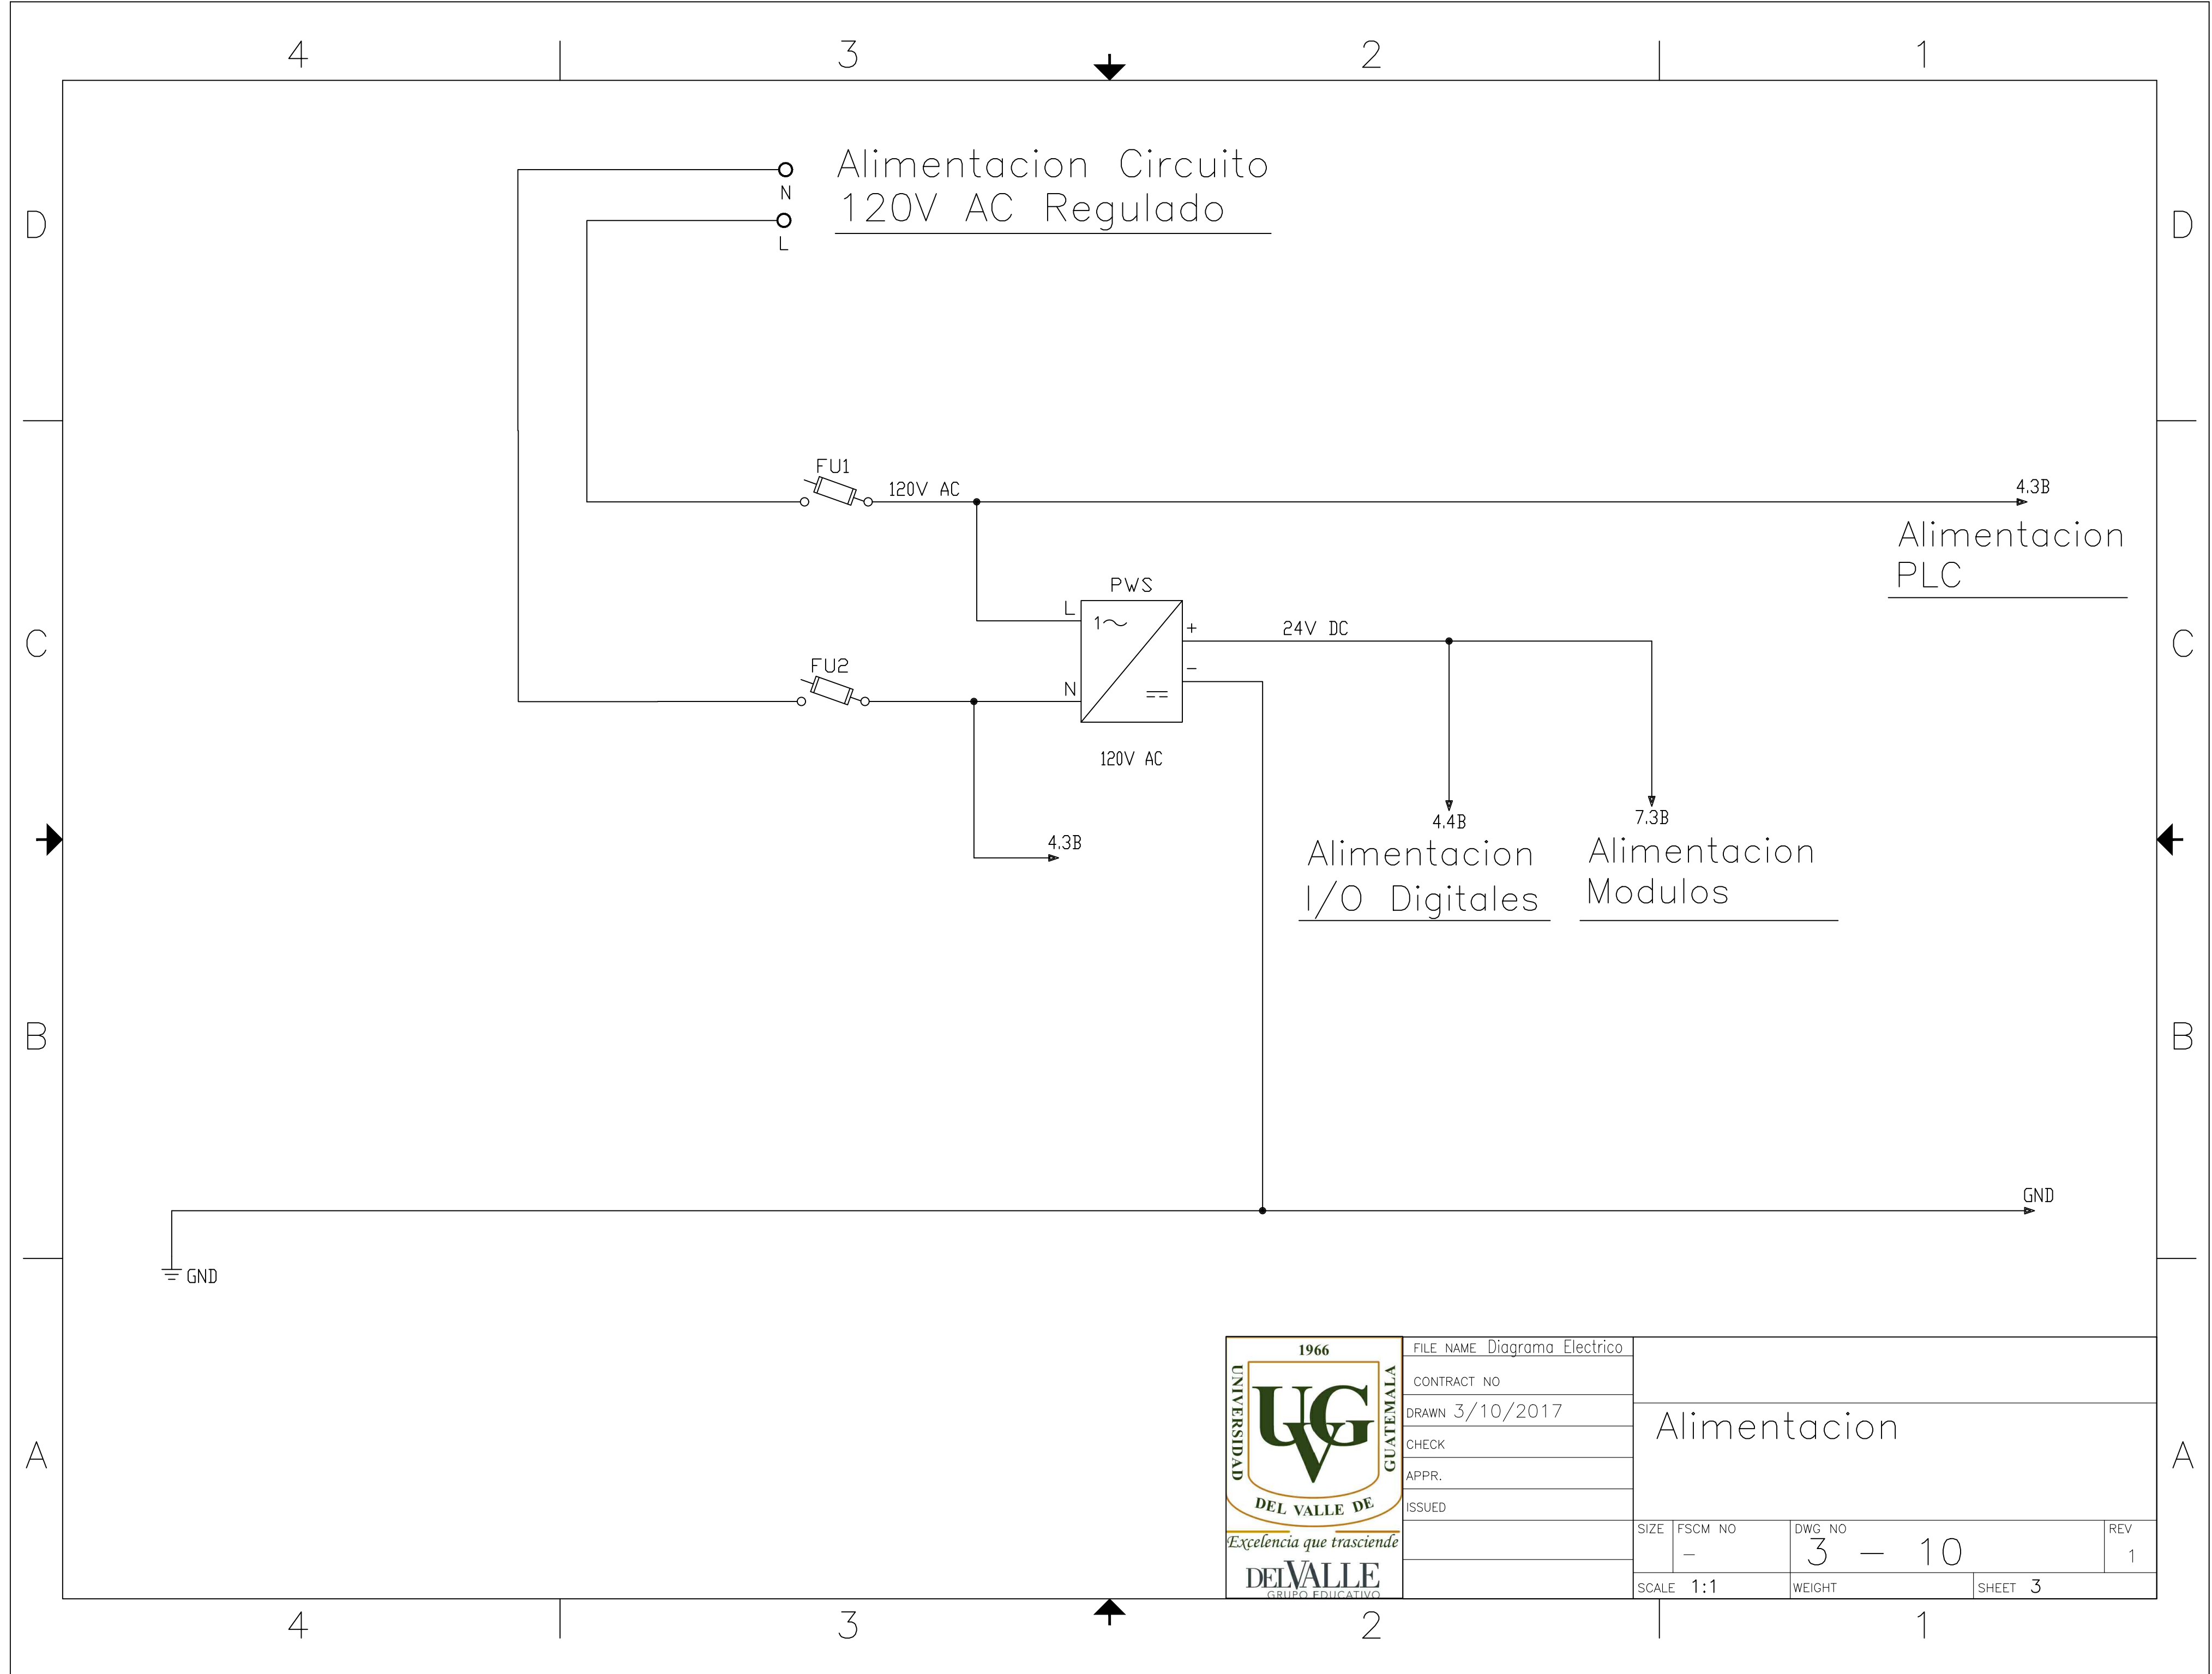 4 3 2 1
Alimentacion Circuito
N
120V AC Regulado
L
D D
FU1
120V AC
4.3B
Alimentacion
PLC
PWS
L
1~
+
24V DC
C C
FU2
-
N
120V AC
4.3B
4.4B
Alimentacion
I/O Digitales
7.3B
Alimentacion
Modulos
B B
GND
GND
1966
UNIVERSIDAD
UVG
GUATEMALA
DEL VALLE DE
Excelencia que trasciende
DELVALLE
GRUPO EDUCATIVO
FILE NAME Diagrama Electrico
CONTRACT NO
DRAWN 3/10/2017
CHECK
APPR.
ISSUED
Alimentacion
A A
SIZE FSCM NO DWG NO REV
- 3 - 10 1
SCALE 1:1 WEIGHT SHEET 3
4 3 2 1